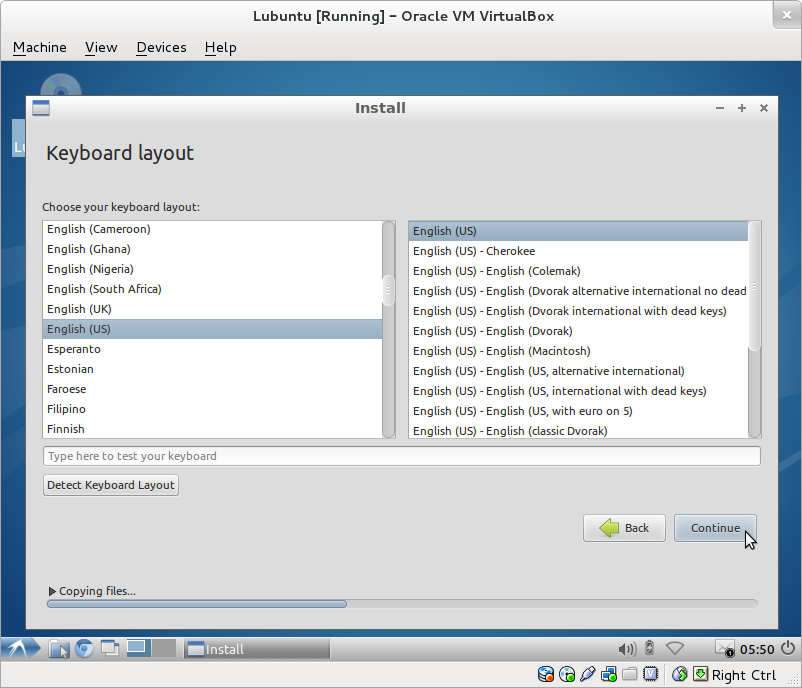 Lubuntu [Running] – Oracle VM VirtualBox
Machine View Devices Help
Install
Keyboard layout
Choose your keyboard layout:
English (Cameroon)
English (Ghana)
English (Nigeria)
English (South Africa)
English (UK)
English (US)
Esperanto
Estonian
Faroese
Filipino
Finnish
English (US)
English (US) - Cherokee
English (US) - English (Colemak)
English (US) - English (Dvorak alternative international no dead
English (US) - English (Dvorak international with dead keys)
English (US) - English (Dvorak)
English (US) - English (Macintosh)
English (US) - English (US, alternative international)
English (US) - English (US, international with dead keys)
English (US) - English (US, with euro on 5)
English (US) - English (classic Dvorak)
Type here to test your keyboard
Detect Keyboard Layout
Back Continue
Copying files...
Install 05:50
Right Ctrl